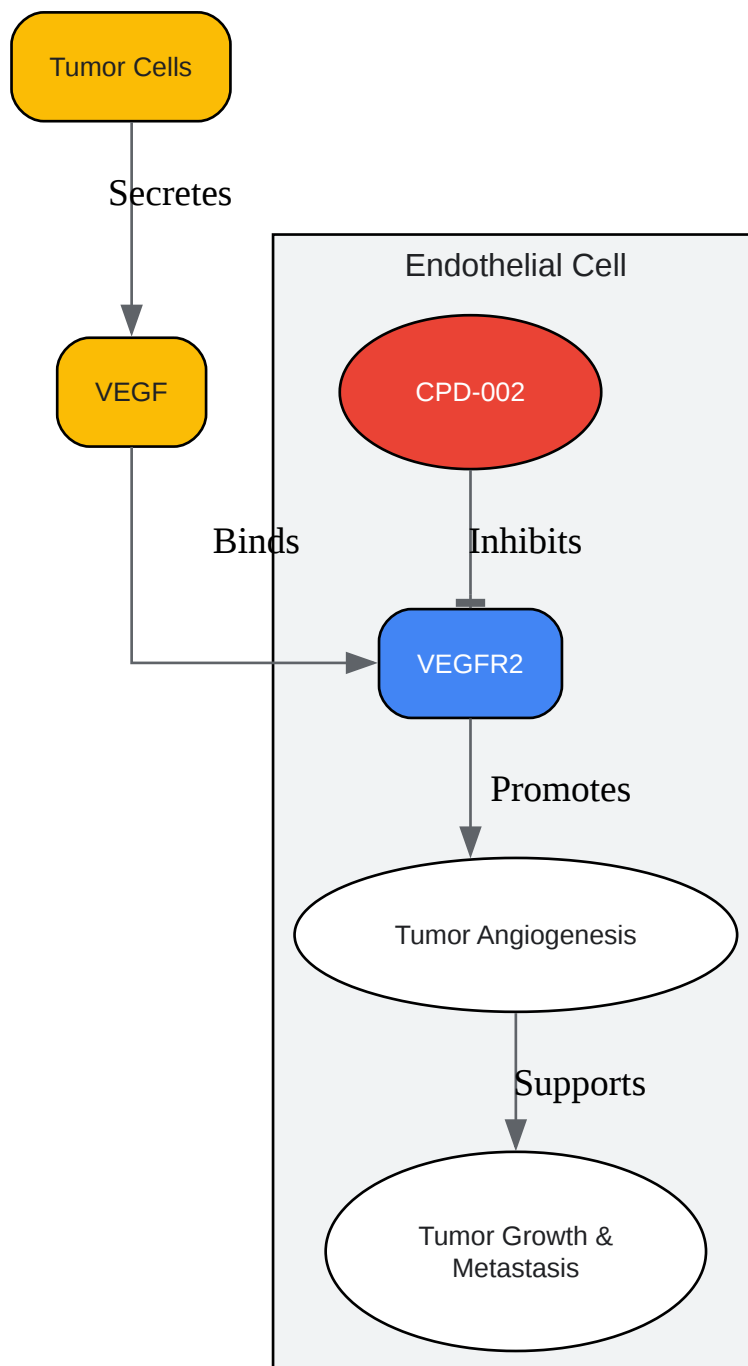 Tumor Cells
Secretes
Endothelial Cell
VEGF
CPD-002
Binds
Inhibits
VEGFR2
Promotes
Tumor Angiogenesis
Supports
Tumor Growth &
Metastasis